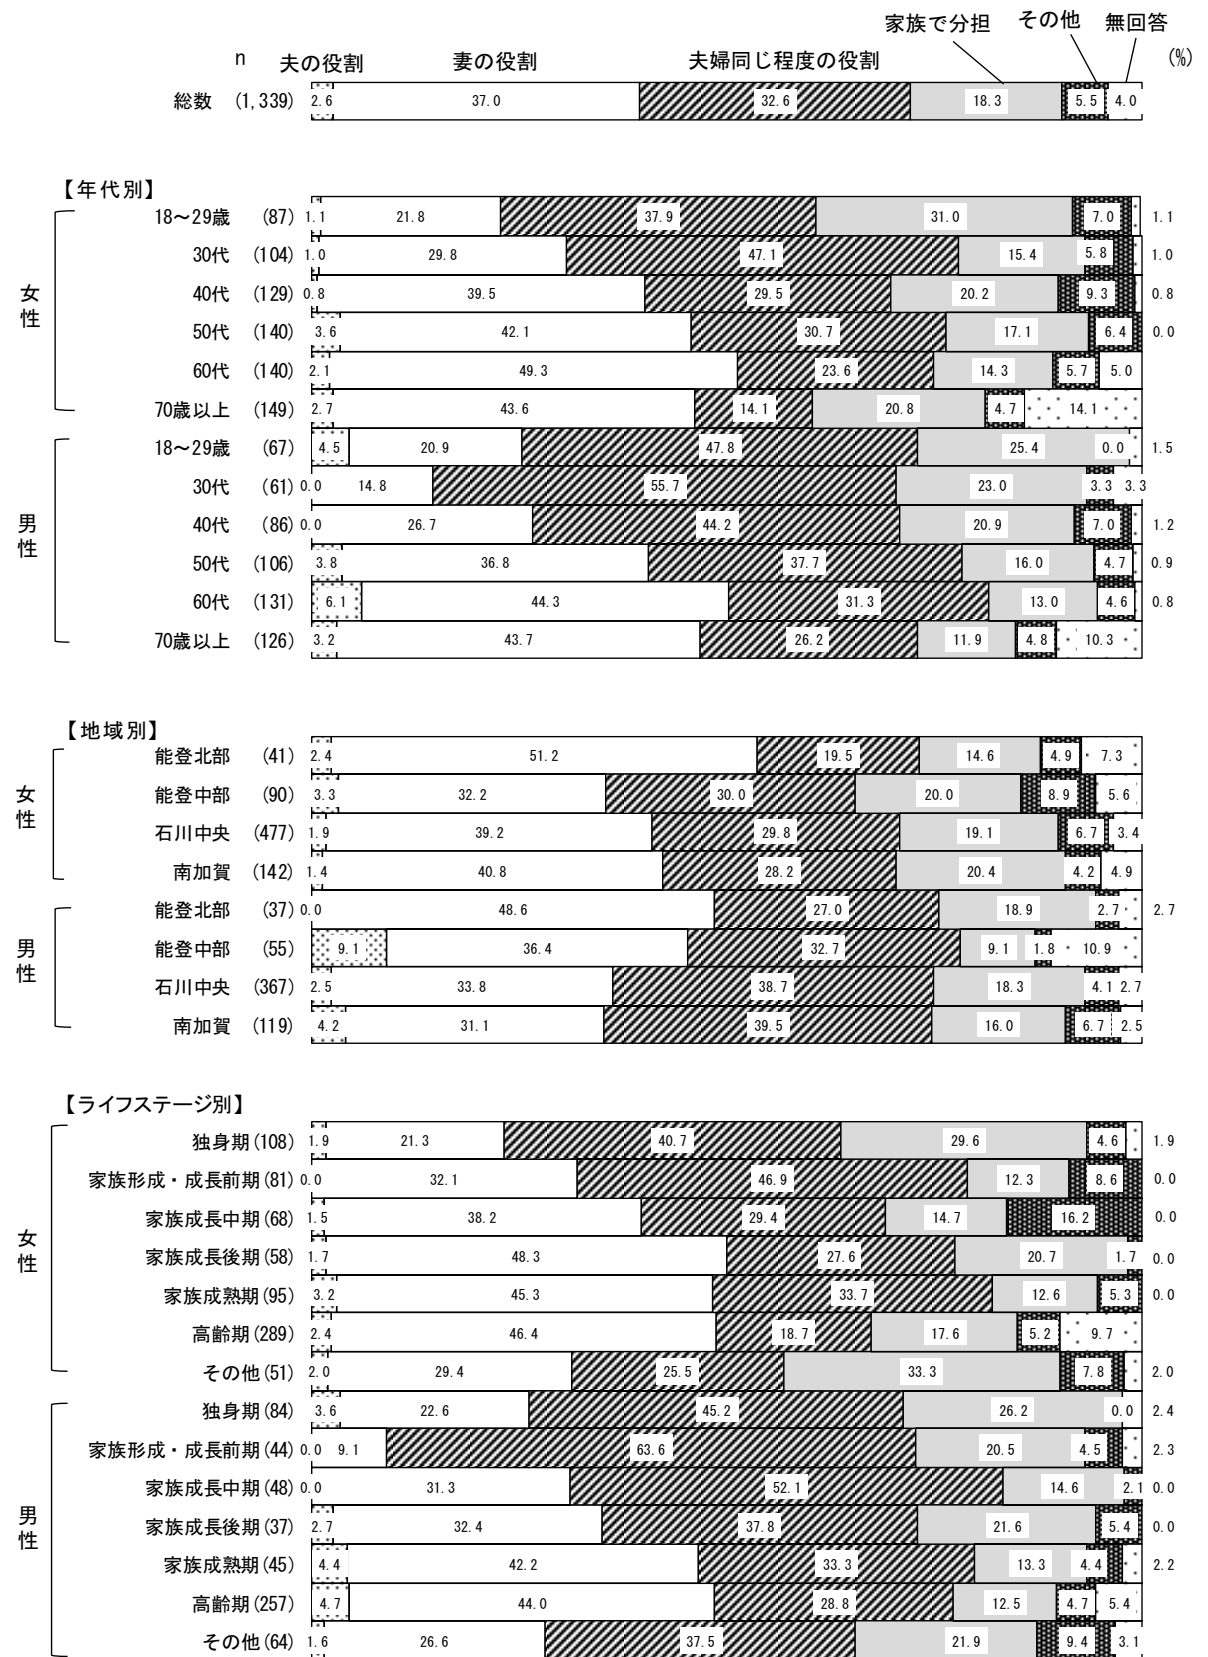 家族で分担 その他 無回答
n 夫の役割 妻の役割 夫婦同じ程度の役割 (%)
総数 (1,339) 2.6 37.0 32.6 18.3 5.5 4.0
【年代別】
女性
18～29歳 (87) 1.1 21.8 37.9 31.0 7.0 1.1
30代 (104) 1.0 29.8 47.1 15.4 5.8 1.0
40代 (129) 0.8 39.5 29.5 20.2 9.3 0.8
50代 (140) 3.6 42.1 30.7 17.1 6.4 0.0
60代 (140) 2.1 49.3 23.6 14.3 5.7 5.0
70歳以上 (149) 2.7 43.6 14.1 20.8 4.7 14.1
男性
18～29歳 (67) 4.5 20.9 47.8 25.4 0.0 1.5
30代 (61) 0.0 14.8 55.7 23.0 3.3 3.3
40代 (86) 0.0 26.7 44.2 20.9 7.0 1.2
50代 (106) 3.8 36.8 37.7 16.0 4.7 0.9
60代 (131) 6.1 44.3 31.3 13.0 4.6 0.8
70歳以上 (126) 3.2 43.7 26.2 11.9 4.8 10.3
【地域別】
女性
能登北部 (41) 2.4 51.2 19.5 14.6 4.9 7.3
能登中部 (90) 3.3 32.2 30.0 20.0 8.9 5.6
石川中央 (477) 1.9 39.2 29.8 19.1 6.7 3.4
南加賀 (142) 1.4 40.8 28.2 20.4 4.2 4.9
男性
能登北部 (37) 0.0 48.6 27.0 18.9 2.7 2.7
能登中部 (55) 9.1 36.4 32.7 9.1 1.8 10.9
石川中央 (367) 2.5 33.8 38.7 18.3 4.1 2.7
南加賀 (119) 4.2 31.1 39.5 16.0 6.7 2.5
【ライフステージ別】
女性
独身期(108) 1.9 21.3 40.7 29.6 4.6 1.9
家族形成・成長前期(81) 0.0 32.1 46.9 12.3 8.6 0.0
家族成長中期(68) 1.5 38.2 29.4 14.7 16.2 0.0
家族成長後期(58) 1.7 48.3 27.6 20.7 1.7 0.0
家族成熟期(95) 3.2 45.3 33.7 12.6 5.3 0.0
高齢期(289) 2.4 46.4 18.7 17.6 5.2 9.7
その他(51) 2.0 29.4 25.5 33.3 7.8 2.0
男性
独身期(84) 3.6 22.6 45.2 26.2 0.0 2.4
家族形成・成長前期(44) 0.0 9.1 63.6 20.5 4.5 2.3
家族成長中期(48) 0.0 31.3 52.1 14.6 2.1 0.0
家族成長後期(37) 2.7 32.4 37.8 21.6 5.4 0.0
家族成熟期(45) 4.4 42.2 33.3 13.3 4.4 2.2
高齢期(257) 4.7 44.0 28.8 12.5 4.7 5.4
その他(64) 1.6 26.6 37.5 21.9 9.4 3.1